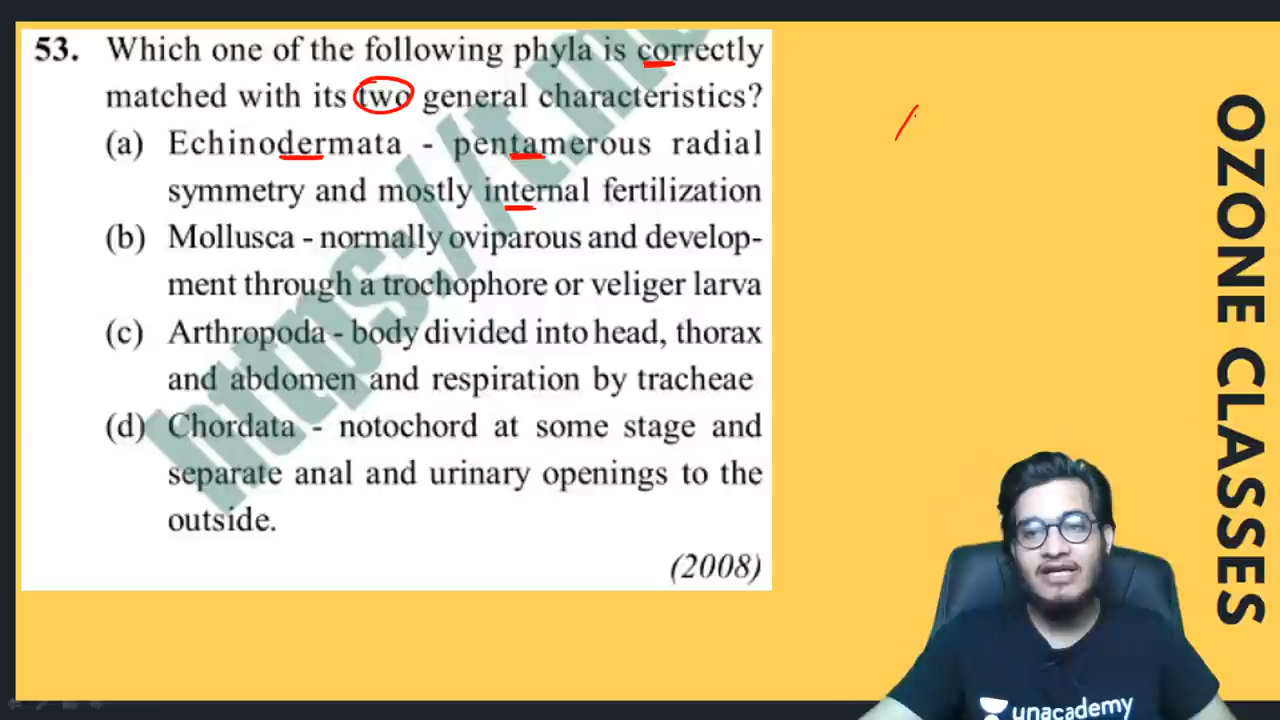 53. Which one of the following phyla is correctly
matched with its two general characteristics?
(a) Echinodermata - pentamerous radial
symmetry and mostly internal fertilization
(b) Mollusca - normally oviparous and develop-
ment through a trochophore or veliger larva
(c) Arthropoda - body divided into head, thorax
and abdomen and respiration by tracheae
(d) Chordata - notochord at some stage and
separate anal and urinary openings to the
outside.
(2008)
https://t.me
OZONE CLASSES
unacademy